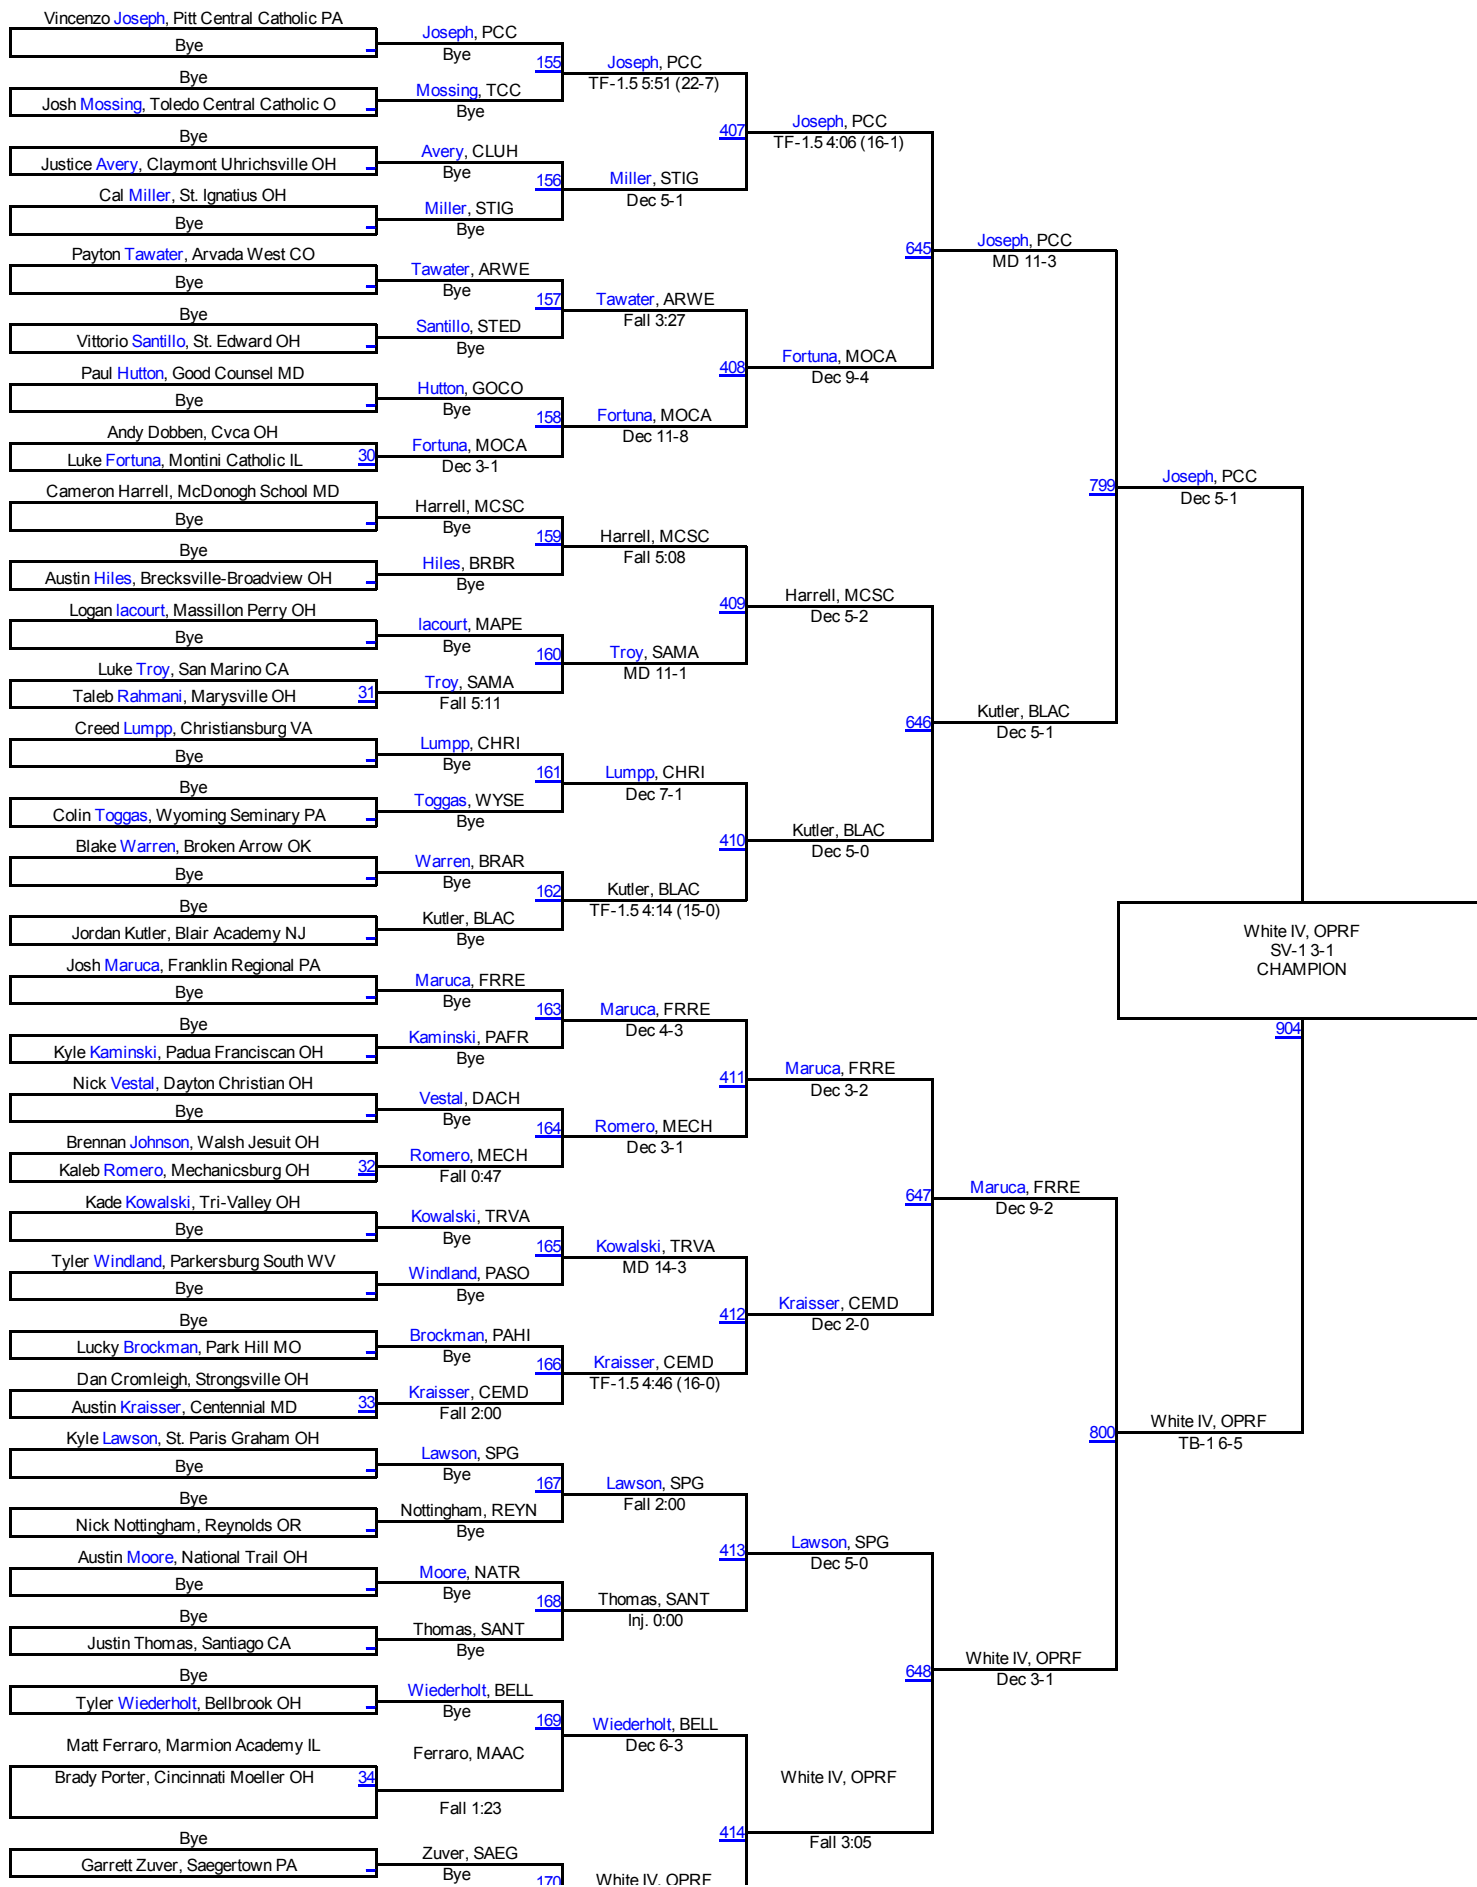 Vincenzo Joseph, Pitt Central Catholic PA
Bye
Bye
Josh Mossing, Toledo Central Catholic O
Bye
Justice Avery, Claymont Uhrichsville OH
Cal Miller, St. Ignatius OH
Bye
Payton Tawater, Arvada West CO
Bye
Bye
Vittorio Santillo, St. Edward OH
Paul Hutton, Good Counsel MD
Bye
Andy Dobben, Cvca OH
Luke Fortuna, Montini Catholic IL 30
Cameron Harrell, McDonogh School MD
Bye
Bye
Austin Hiles, Brecksville-Broadview OH
Logan Iacourt, Massillon Perry OH
Bye
Luke Troy, San Marino CA
Taleb Rahmani, Marysville OH 31
Creed Lumpp, Christiansburg VA
Bye
Bye
Colin Toggas, Wyoming Seminary PA
Blake Warren, Broken Arrow OK
Bye
Bye
Jordan Kutler, Blair Academy NJ
Josh Maruca, Franklin Regional PA
Bye
Bye
Kyle Kaminski, Padua Franciscan OH
Nick Vestal, Dayton Christian OH
Bye
Brennan Johnson, Walsh Jesuit OH
Kaleb Romero, Mechanicsburg OH 32
Kade Kowalski, Tri-Valley OH
Bye
Tyler Windland, Parkersburg South WV
Bye
Bye
Lucky Brockman, Park Hill MO
Dan Cromleigh, Strongsville OH
Austin Kraisser, Centennial MD 33
Kyle Lawson, St. Paris Graham OH
Bye
Bye
Nick Nottingham, Reynolds OR
Austin Moore, National Trail OH
Bye
Bye
Justin Thomas, Santiago CA
Bye
Tyler Wiederholt, Bellbrook OH
Matt Ferraro, Marmion Academy IL
Brady Porter, Cincinnati Moeller OH 34
Bye
Garrett Zuver, Saegertown PA
Joseph, PCC
Bye
155
Mossing, TCC
Bye
Avery, CLUH
Bye
156
Miller, STIG
Bye
Tawater, ARWE
Bye
157
Santillo, STED
Bye
Hutton, GOCO
Bye
158
Fortuna, MOCA
Dec 3-1
Harrell, MCSC
Bye
159
Hiles, BRBR
Bye
Iacourt, MAPE
Bye
160
Troy, SAMA
Fall 5:11
Lumpp, CHRI
Bye
161
Toggas, WYSE
Bye
Warren, BRAR
Bye
162
Kutler, BLAC
Bye
Maruca, FRRE
Bye
163
Kaminski, PAFR
Bye
Vestal, DACH
Bye
164
Romero, MECH
Fall 0:47
Kowalski, TRVA
Bye
165
Windland, PASO
Bye
Brockman, PAHI
Bye
166
Kraisser, CEMD
Fall 2:00
Lawson, SPG
Bye
167
Nottingham, REYN
Bye
Moore, NATR
Bye
168
Thomas, SANT
Bye
Wiederholt, BELL
Bye
169
Ferraro, MAAC
Fall 1:23
Zuver, SAEG
Bye
170
Joseph, PCC
TF-1.5 5:51 (22-7)
407
Miller, STIG
Dec 5-1
Tawater, ARWE
Fall 3:27
408
Fortuna, MOCA
Dec 11-8
Harrell, MCSC
Fall 5:08
409
Troy, SAMA
MD 11-1
Lumpp, CHRI
Dec 7-1
410
Kutler, BLAC
TF-1.5 4:14 (15-0)
Maruca, FRRE
Dec 4-3
411
Romero, MECH
Dec 3-1
Kowalski, TRVA
MD 14-3
412
Kraisser, CEMD
TF-1.5 4:46 (16-0)
Lawson, SPG
Fall 2:00
413
Thomas, SANT
Inj. 0:00
Wiederholt, BELL
Dec 6-3
414
White IV, OPRF
Joseph, PCC
TF-1.5 4:06 (16-1)
645
Fortuna, MOCA
Dec 9-4
Harrell, MCSC
Dec 5-2
646
Kutler, BLAC
Dec 5-0
Maruca, FRRE
Dec 3-2
647
Kraisser, CEMD
Dec 2-0
Lawson, SPG
Dec 5-0
648
White IV, OPRF
Fall 3:05
Joseph, PCC
MD 11-3
799
Kutler, BLAC
Dec 5-1
Maruca, FRRE
Dec 9-2
800
White IV, OPRF
Dec 3-1
Joseph, PCC
Dec 5-1
White IV, OPRF
SV-1 3-1
CHAMPION
904
White IV, OPRF
TB-1 6-5